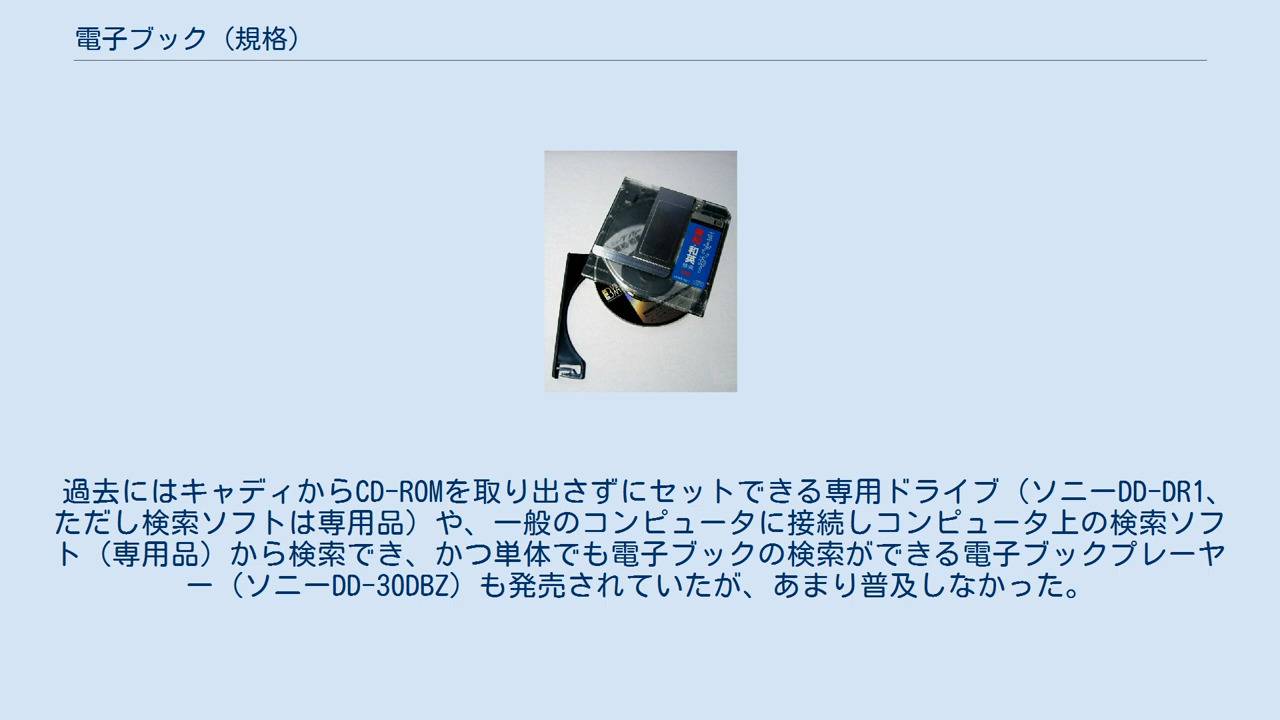 電子ブック（規格）
和英
過去にはキャディからCD-ROMを取り出さずにセットできる専用ドライブ（ソニーDD-DR1、
ただし検索ソフトは専用品）や、一般のコンピュータに接続しコンピュータ上の検索ソフ
ト（専用品）から検索でき、かつ単体でも電子ブックの検索ができる電子ブックプレーヤ
ー（ソニーDD-30DBZ）も発売されていたが、あまり普及しなかった。